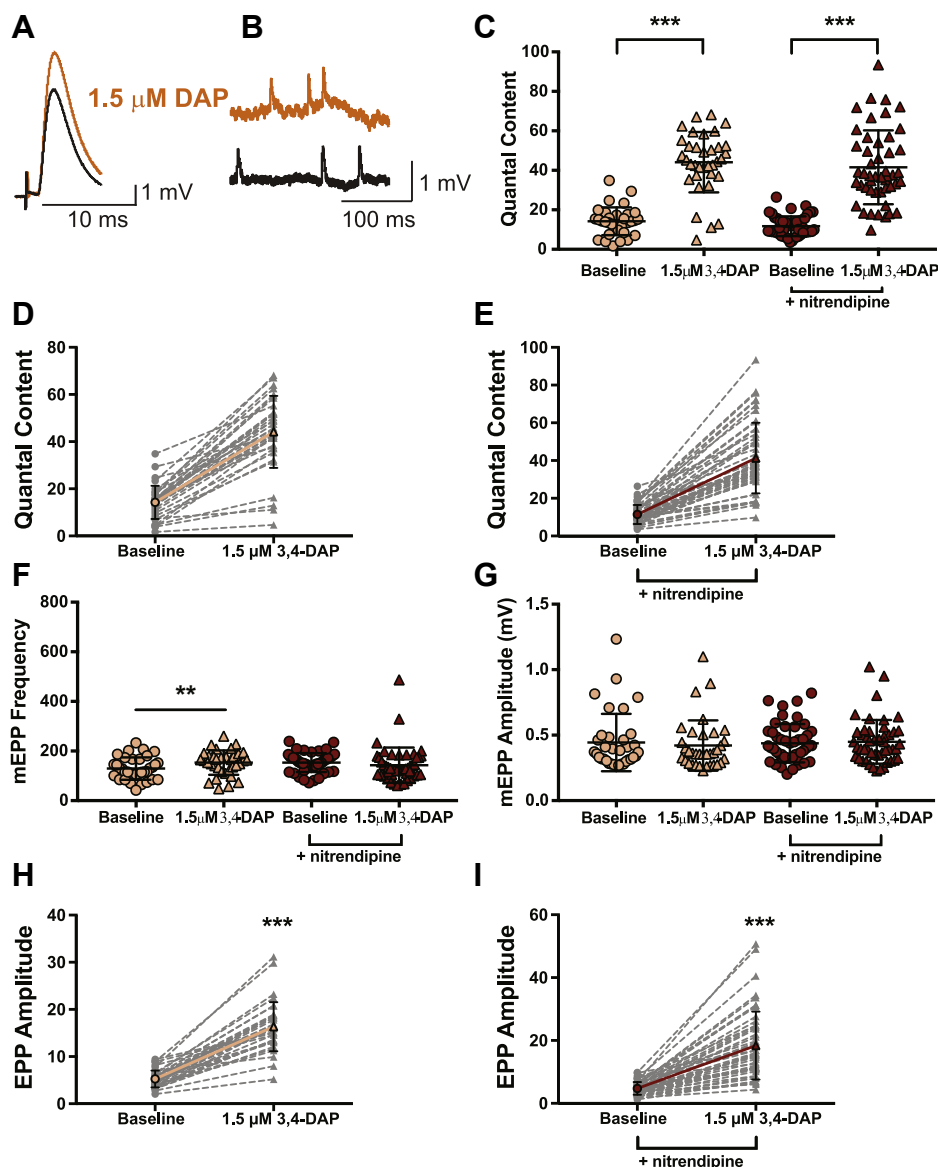 A
B
C
1.5 μM DAP
1 mV
10 ms
1 mV
100 ms
***
***
Quantal Content
100
80
60
40
20
0
Baseline
1.5μM 3,4-DAP
Baseline
1.5μM 3,4-DAP
+ nitrendipine
D
Quantal Content
80
60
40
20
0
Baseline
1.5 μM 3,4-DAP
E
Quantal Content
100
80
60
40
20
0
Baseline
1.5 μM 3,4-DAP
+ nitrendipine
F
mEPP Frequency
800
600
400
200
0
**
Baseline
1.5μM 3,4-DAP
Baseline
1.5μM 3,4-DAP
+ nitrendipine
G
mEPP Amplitude (mV)
1.5
1.0
0.5
0.0
Baseline
1.5μM 3,4-DAP
Baseline
1.5μM 3,4-DAP
+ nitrendipine
H
EPP Amplitude
40
30
20
10
0
***
Baseline
1.5 μM 3,4-DAP
I
EPP Amplitude
60
40
20
0
***
Baseline
1.5 μM 3,4-DAP
+ nitrendipine